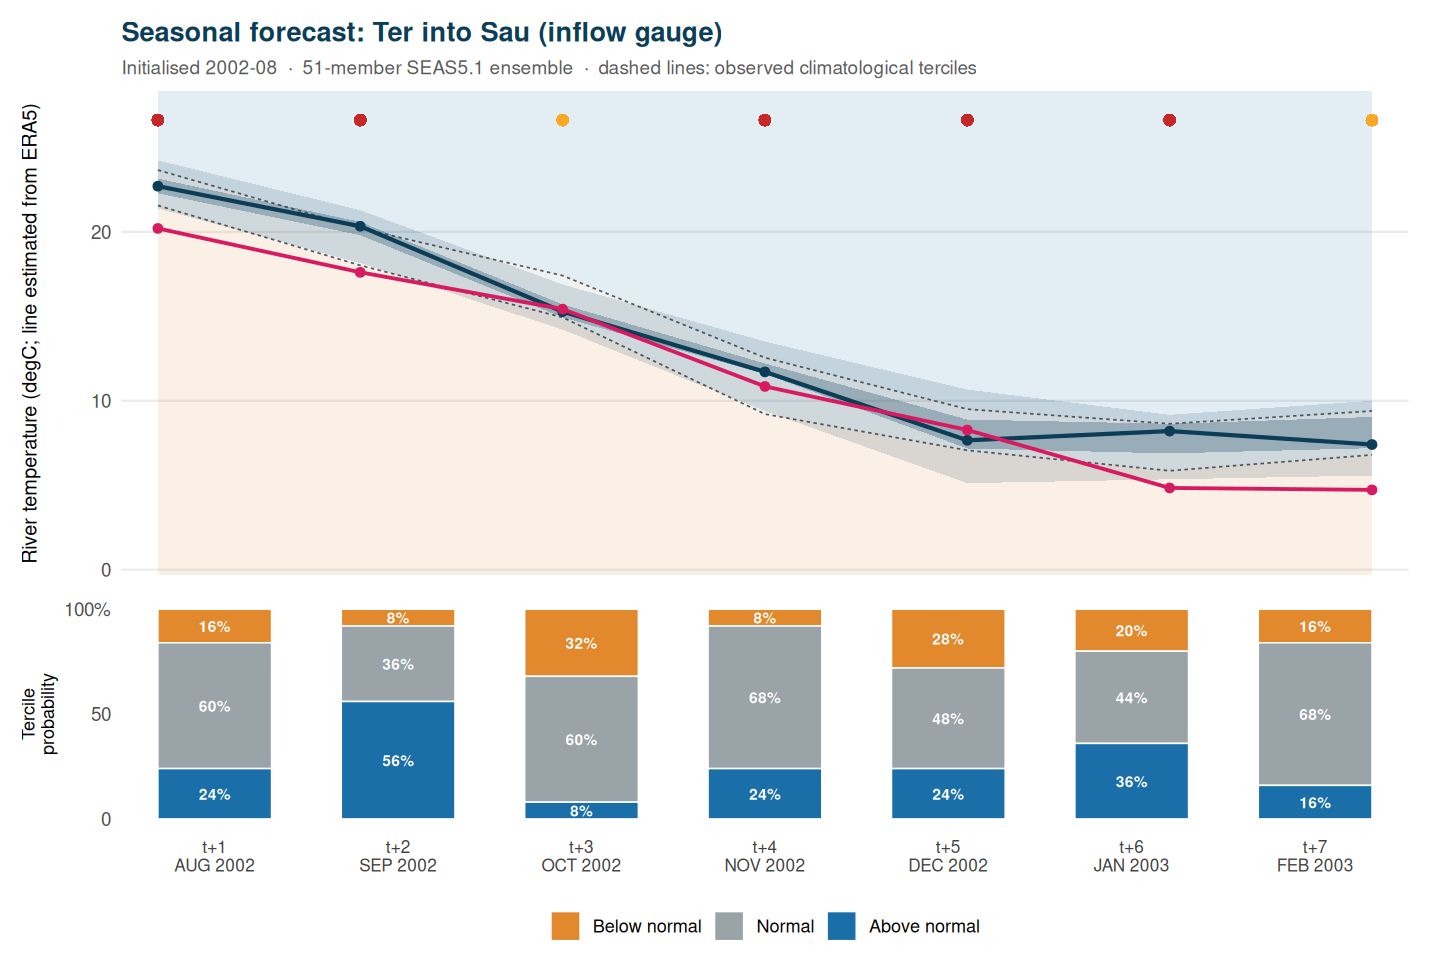 Seasonal forecast: Ter into Sau (inflow gauge)
Initialised 2002-08 · 51-member SEAS5.1 ensemble · dashed lines: observed climatological terciles
River temperature (degC; line estimated from ERA5)
20
10
0
Tercile
probability
100%
50
0
16%
60%
24%
8%
36%
56%
32%
60%
8%
8%
68%
24%
28%
48%
24%
20%
44%
36%
16%
68%
16%
t+1
AUG 2002
t+2
SEP 2002
t+3
OCT 2002
t+4
NOV 2002
t+5
DEC 2002
t+6
JAN 2003
t+7
FEB 2003
Below normal
Normal
Above normal